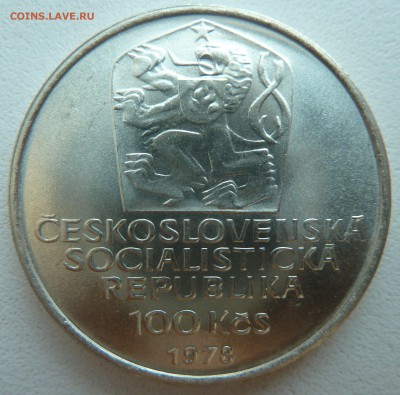 COINS.LAVE.RU
ČESKOSLOVENSKÁ
SOCIALISTICKÁ
REPUBLIKA
100 Kčs
1978